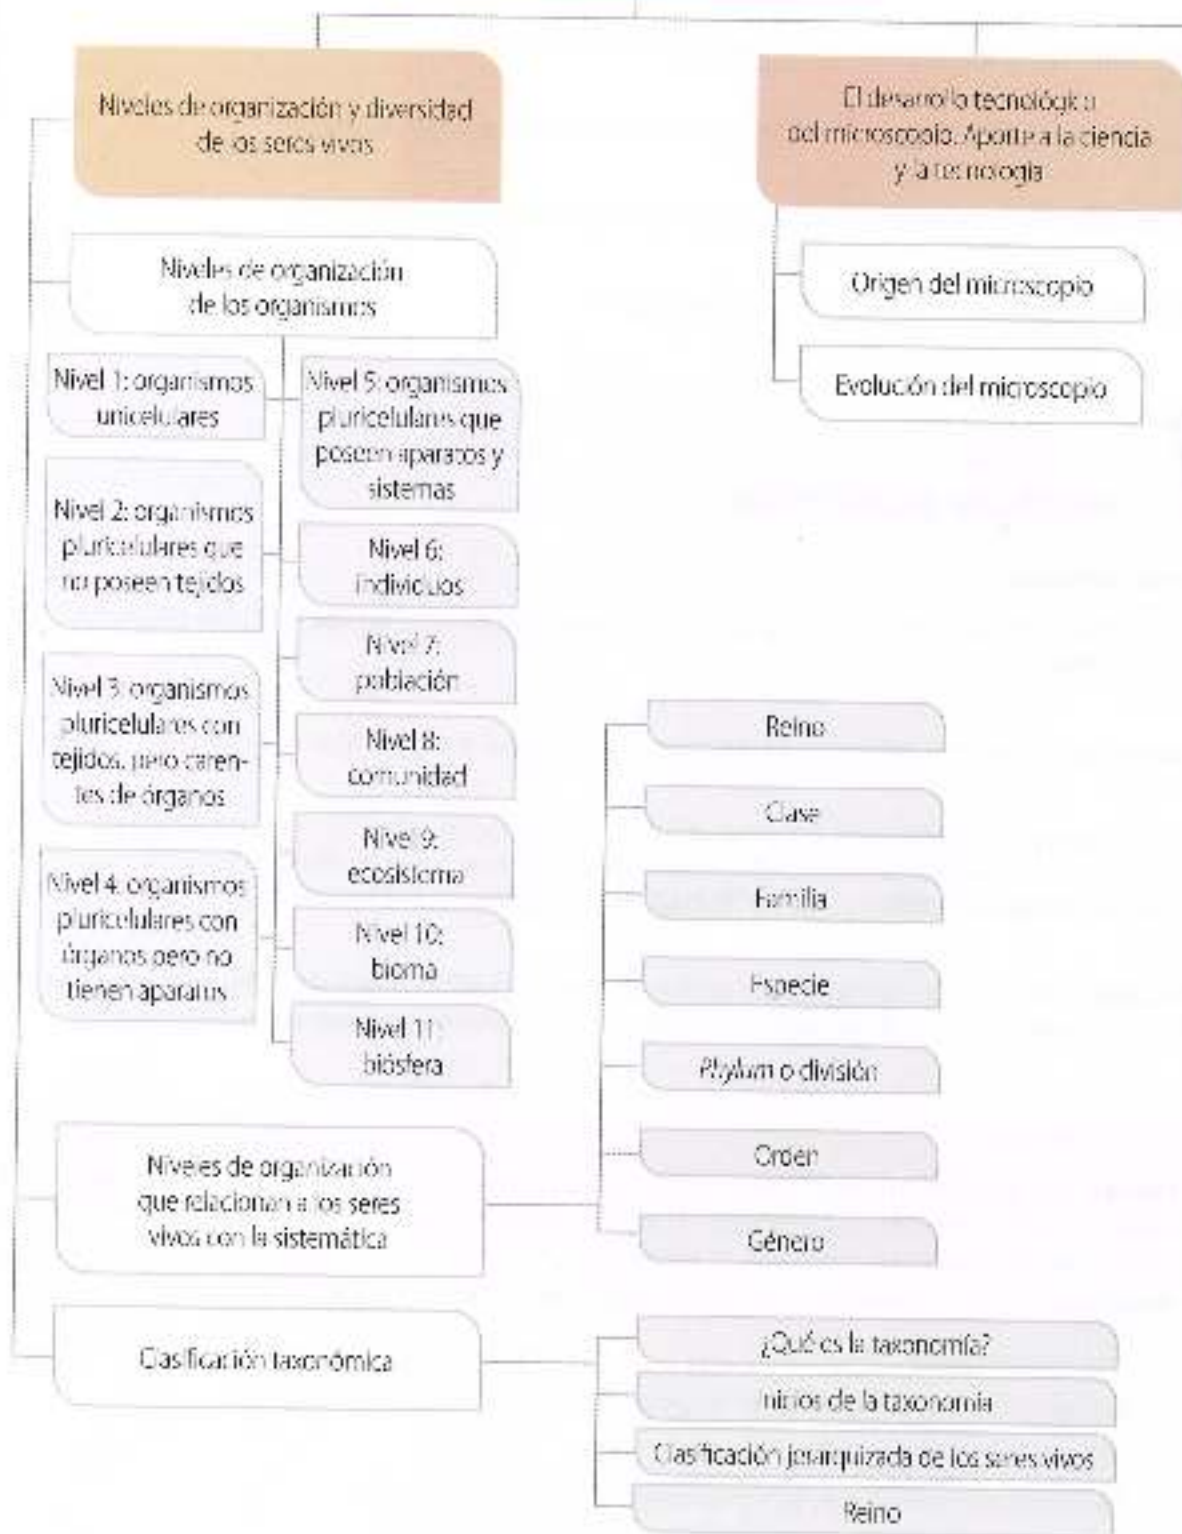 Niveles de organización y diversidad
de los seres vivos
El desarrollo tecnológico
del microscopio. Aporte a la ciencia
y la tecnología
Niveles de organización
de los organismos
Origen del microscopio
Evolución del microscopio
Nivel 1: organismos
unicelulares
Nivel 2: organismos
pluricelulares que
no poseen tejidos
Nivel 3: organismos
pluricelulares con
tejidos, pero caren-
tes de órganos
Nivel 4: organismos
pluricelulares con
órganos pero no
tienen aparatos
Nivel 5: organismos
pluricelulares que
poseen aparatos y
sistemas
Nivel 6:
individuos
Nivel 7:
población
Nivel 8:
comunidad
Nivel 9:
ecosistema
Nivel 10:
bioma
Nivel 11:
biósfera
Niveles de organización
que relacionan a los seres
vivos con la sistemática
Reino
Clase
Familia
Especie
Phylum o división
Orden
Género
Clasificación taxonómica
¿Qué es la taxonomía?
Inicios de la taxonomía
Clasificación jerarquizada de los seres vivos
Reino